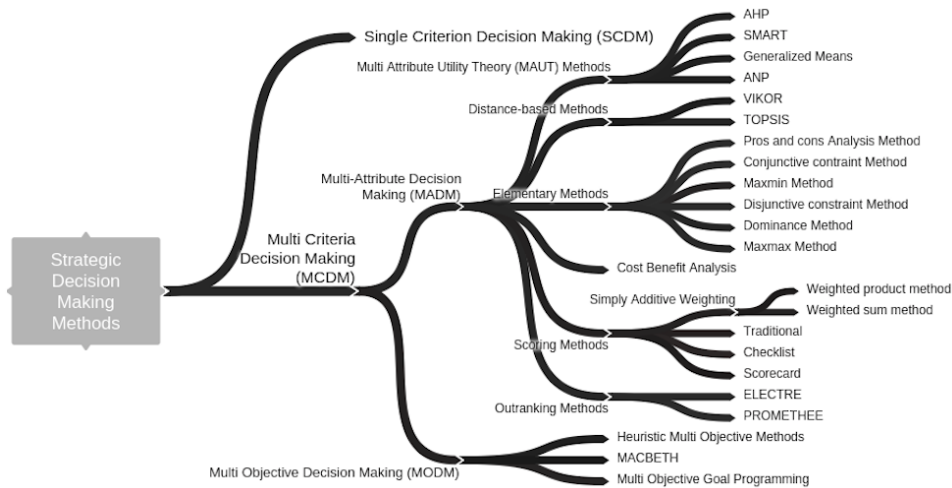 Strategic
Decision
Making
Methods
Single Criterion Decision Making (SCDM)
Multi Criteria
Decision Making
(MCDM)
Multi-Attribute Decision
Making (MADM)
Multi Attribute Utility Theory (MAUT) Methods
AHP
SMART
Generalized Means
ANP
Distance-based Methods
VIKOR
TOPSIS
Elementary Methods
Pros and cons Analysis Method
Conjunctive contraint Method
Maxmin Method
Disjunctive constraint Method
Dominance Method
Maxmax Method
Cost Benefit Analysis
Scoring Methods
Simply Additive Weighting
Weighted product method
Weighted sum method
Traditional
Checklist
Scorecard
Outranking Methods
ELECTRE
PROMETHEE
Multi Objective Decision Making (MODM)
Heuristic Multi Objective Methods
MACBETH
Multi Objective Goal Programming